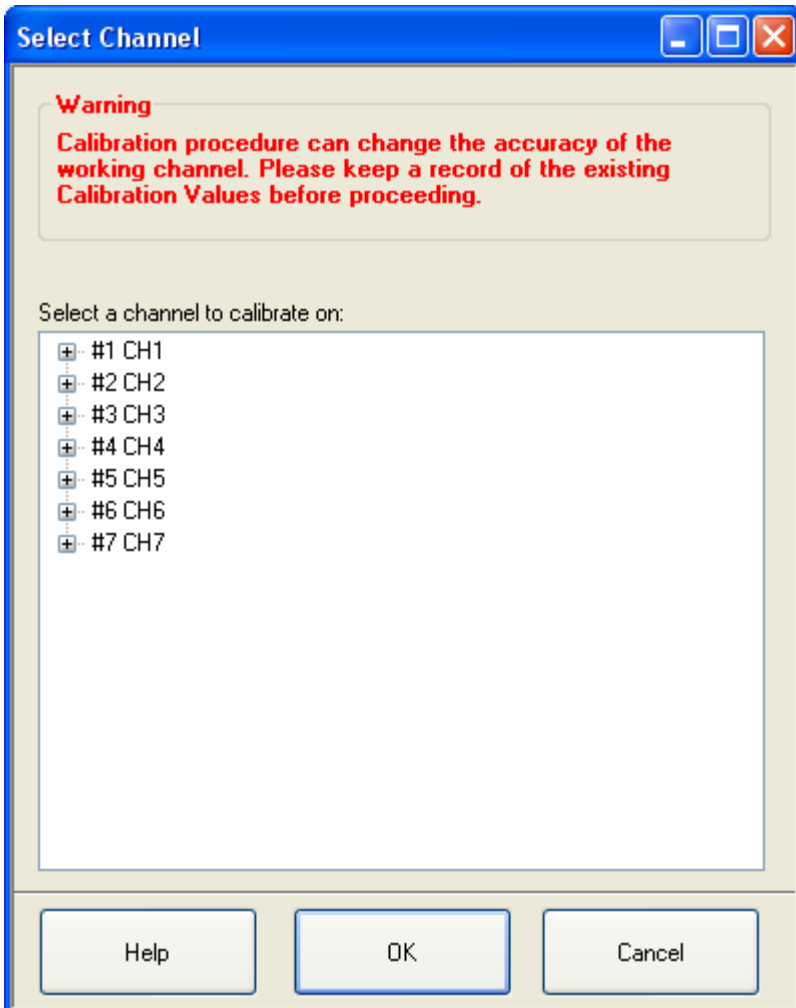 Select Channel
Warning
Calibration procedure can change the accuracy of the
working channel. Please keep a record of the existing
Calibration Values before proceeding.
Select a channel to calibrate on:
#1 CH1
#2 CH2
#3 CH3
#4 CH4
#5 CH5
#6 CH6
#7 CH7
Help
OK
Cancel